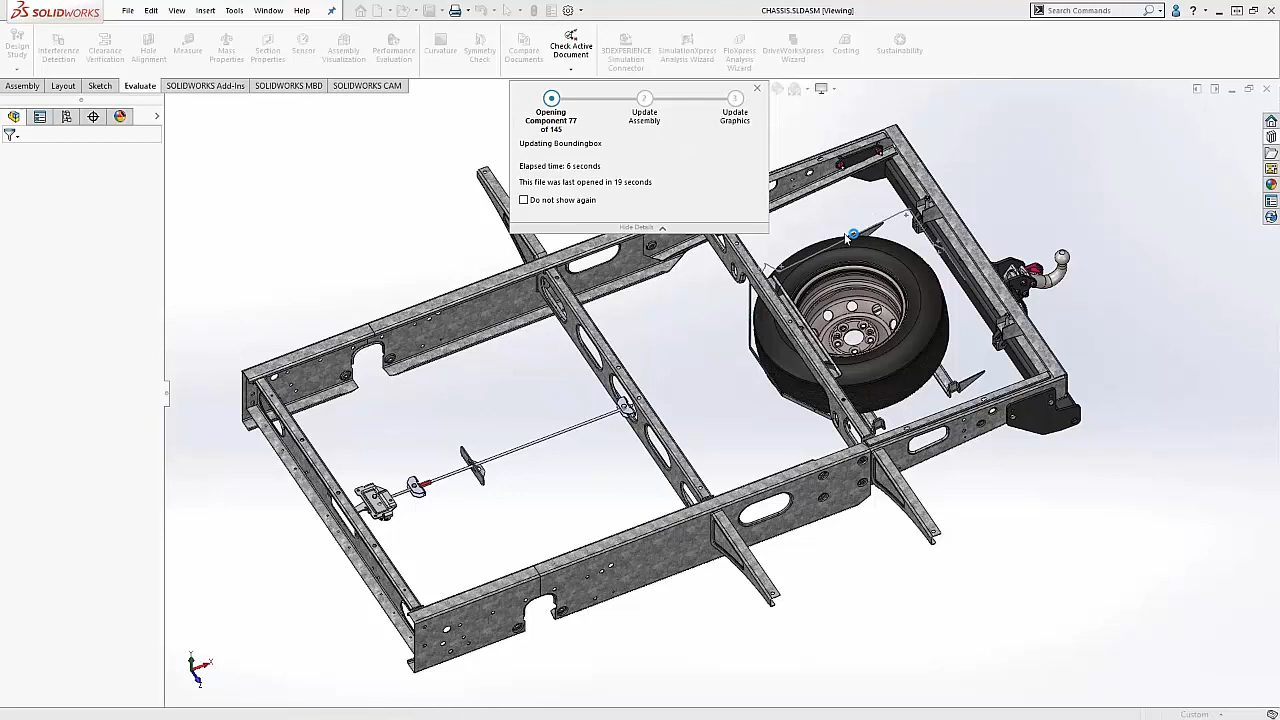 SOLIDWORKS
File Edit View Insert Tools Window Help
CHASSIS.SLDASM [Viewing]
Search Commands
Design Study
Interference Detection
Clearance Verification
Hole Alignment
Measure
Mass Properties
Section Properties
Sensor
Assembly Visualization
Performance Evaluation
Curvature
Symmetry Check
Compare Documents
Check Active Document
3DEXPERIENCE Simulation Connector
SimulationXpress Analysis Wizard
FloXpress Analysis Wizard
DriveWorksXpress Wizard
Costing
Sustainability
Assembly Layout Sketch Evaluate SOLIDWORKS Add-Ins SOLIDWORKS MBD SOLIDWORKS CAM
1 2 3
Opening Component 77 of 145
Update Assembly
Update Graphics
Updating Boundingbox
Elapsed time: 6 seconds
This file was last opened in 19 seconds
Do not show again
Hide Details
Y
X
Z
Custom